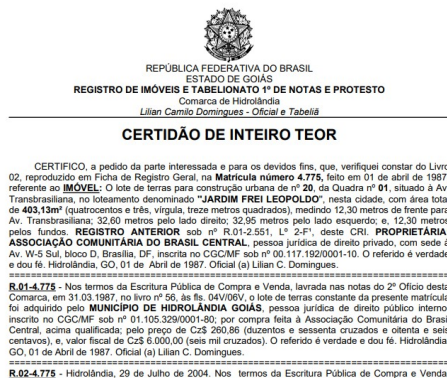 REPÚBLICA FEDERATIVA DO BRASIL
ESTADO DE GOIÁS
REGISTRO DE IMÓVEIS E TABELIONATO 1º DE NOTAS E PROTESTO
Comarca de Hidrolândia
Lilian Camilo Domingues - Oficial e Tabeliã
CERTIDÃO DE INTEIRO TEOR
CERTIFICO, a pedido da parte interessada e para os devidos fins, que, verifiquei constar do Livro
02, reproduzido em Ficha de Registro Geral, na Matricula número 4.775, feito em 01 de abril de 1987,
referente ao IMÓVEL: O lote de terras para construção urbana de nº 20, da Quadra nº 01, situado à Av.
Transbrasiliana, no loteamento denominado "JARDIM FREI LEOPOLDO", nesta cidade, com área total
de 403,13m² (quatrocentos e três, vírgula, treze metros quadrados), medindo 12,30 metros de frente para
Av. Transbrasiliana; 32,60 metros pelo lado direito; 32,95 metros pelo lado esquerdo; e, 12,30 metros
pelos fundos. REGISTRO ANTERIOR sob nº R.01-2.551, Lº 2-F¹, deste CRI. PROPRIETÁRIA:
ASSOCIAÇÃO COMUNITÁRIA DO BRASIL CENTRAL, pessoa jurídica de direito privado, com sede à
Av. W-5 Sul, bloco D, Brasília, DF, inscrita no CGC/MF sob nº 00.117.192/0001-10. O referido é verdade
e dou fé. Hidrolândia, GO, 01 de Abril de 1987. Oficial (a) Lilian C. Domingues.
R.01-4.775 - Nos termos da Escritura Pública de Compra e Venda, lavrada nas notas do 2º Ofício desta
Comarca, em 31.03.1987, no livro nº 56, às fls. 04V/06V, o lote de terras constante da presente matrícula,
foi adquirido pelo MUNICÍPIO DE HIDROLÂNDIA GOIÁS, pessoa jurídica de direito público interno,
inscrito no CGC/MF sob nº 01.105.329/0001-80; por compra feita à Associação Comunitária do Brasil
Central, acima qualificada; pelo preço de Cz$ 260,86 (duzentos e sessenta cruzados e oitenta e seis
centavos), e, valor fiscal de Cz$ 6.000,00 (seis mil cruzados). O referido é verdade e dou fé. Hidrolândia,
GO, 01 de Abril de 1987. Oficial (a) Lilian C. Domingues.
R.02-4.775 - Hidrolândia, 29 de Julho de 2004. Nos termos da Escritura Pública de Compra e Venda,